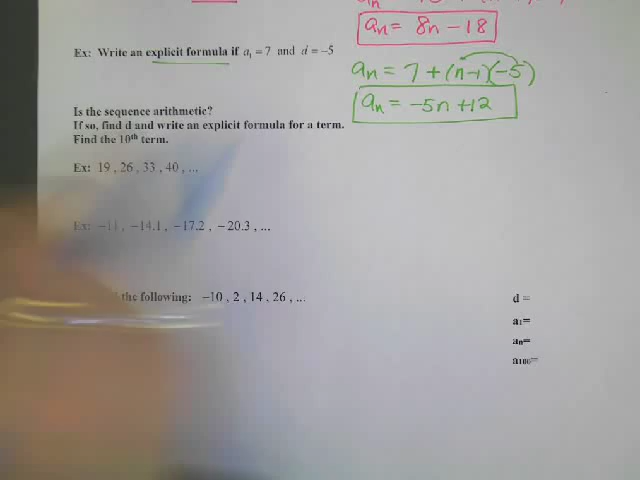 aₙ = 8n − 18
Ex: Write an explicit formula if a₁ = 7 and d = −5
aₙ = 7 + (n−1)(−5)
aₙ = −5n + 12
Is the sequence arithmetic?
If so, find d and write an explicit formula for a term.
Find the 10th term.
Ex: 19 , 26 , 33 , 40 , ...
Ex: −11 , −14.1 , −17.2 , −20.3 , ...
the following: −10 , 2 , 14 , 26 , ...
d =
a₁=
aₙ=
a₁₀₀=